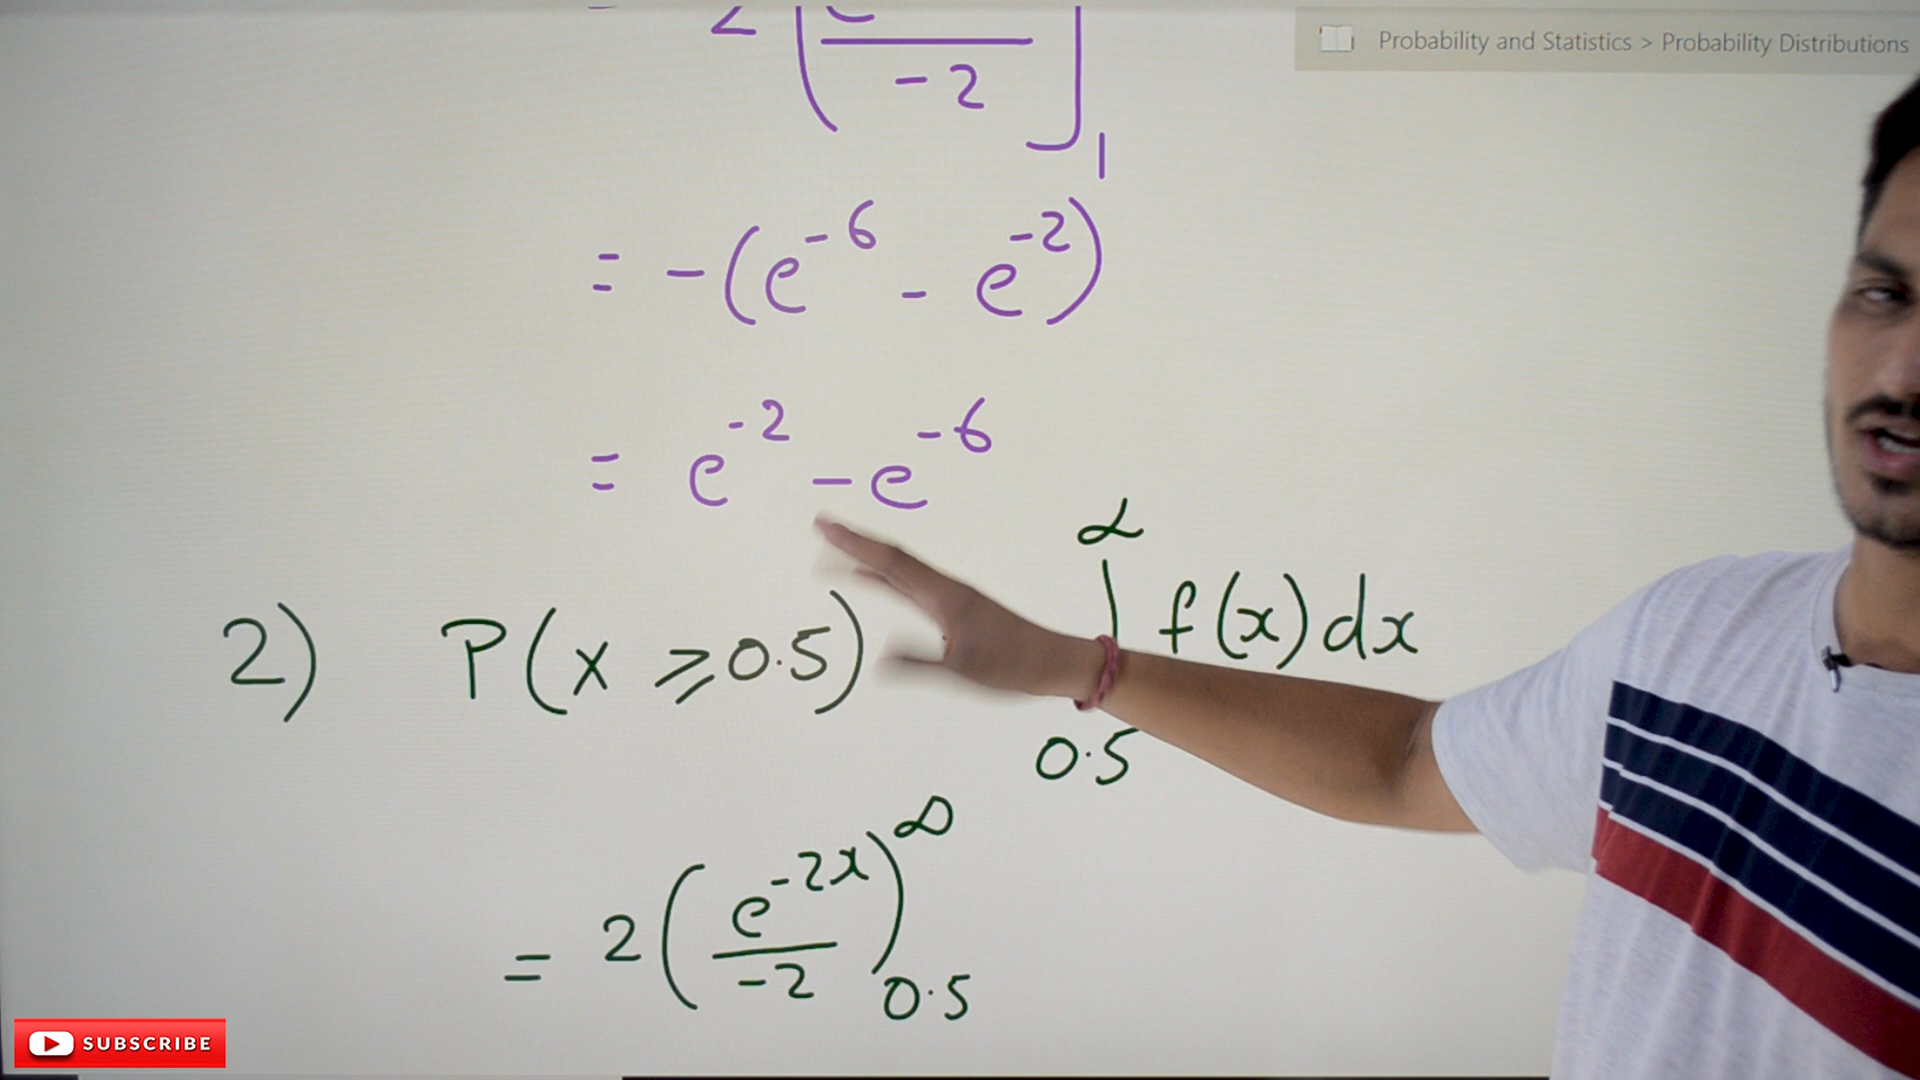 Probability and Statistics > Probability Distributions
= 2
-2
1
= -(e^-6 - e^-2)
= e^-2 - e^-6
2) P(x ≥ 0.5) ∫ f(x) dx
0.5
= 2 (e^-2x / -2) ∞ 0.5
SUBSCRIBE